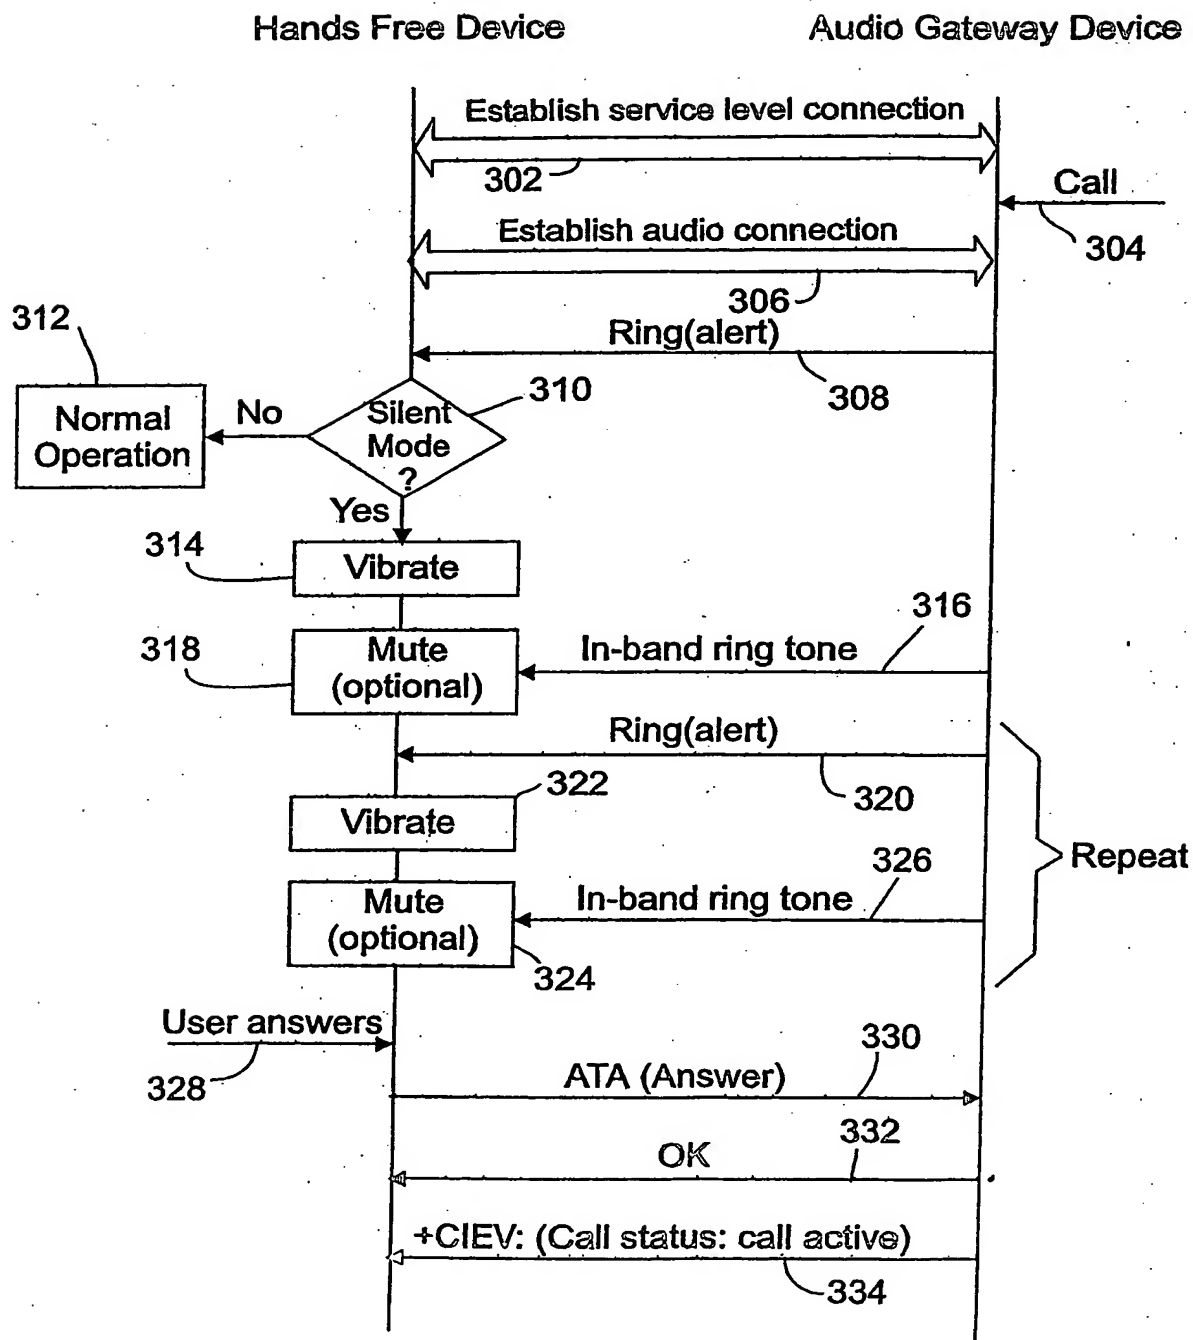 Hands Free Device
Audio Gateway Device
Establish service level connection
302
Call
304
Establish audio connection
306
312
Ring(alert)
308
310
Normal
Operation
No
Silent
Mode
?
Yes
314
Vibrate
316
318
Mute
(optional)
In-band ring tone
Ring(alert)
320
322
Vibrate
326
Repeat
Mute
(optional)
In-band ring tone
324
User answers
328
330
ATA (Answer)
332
OK
+CIEV: (Call status: call active)
334